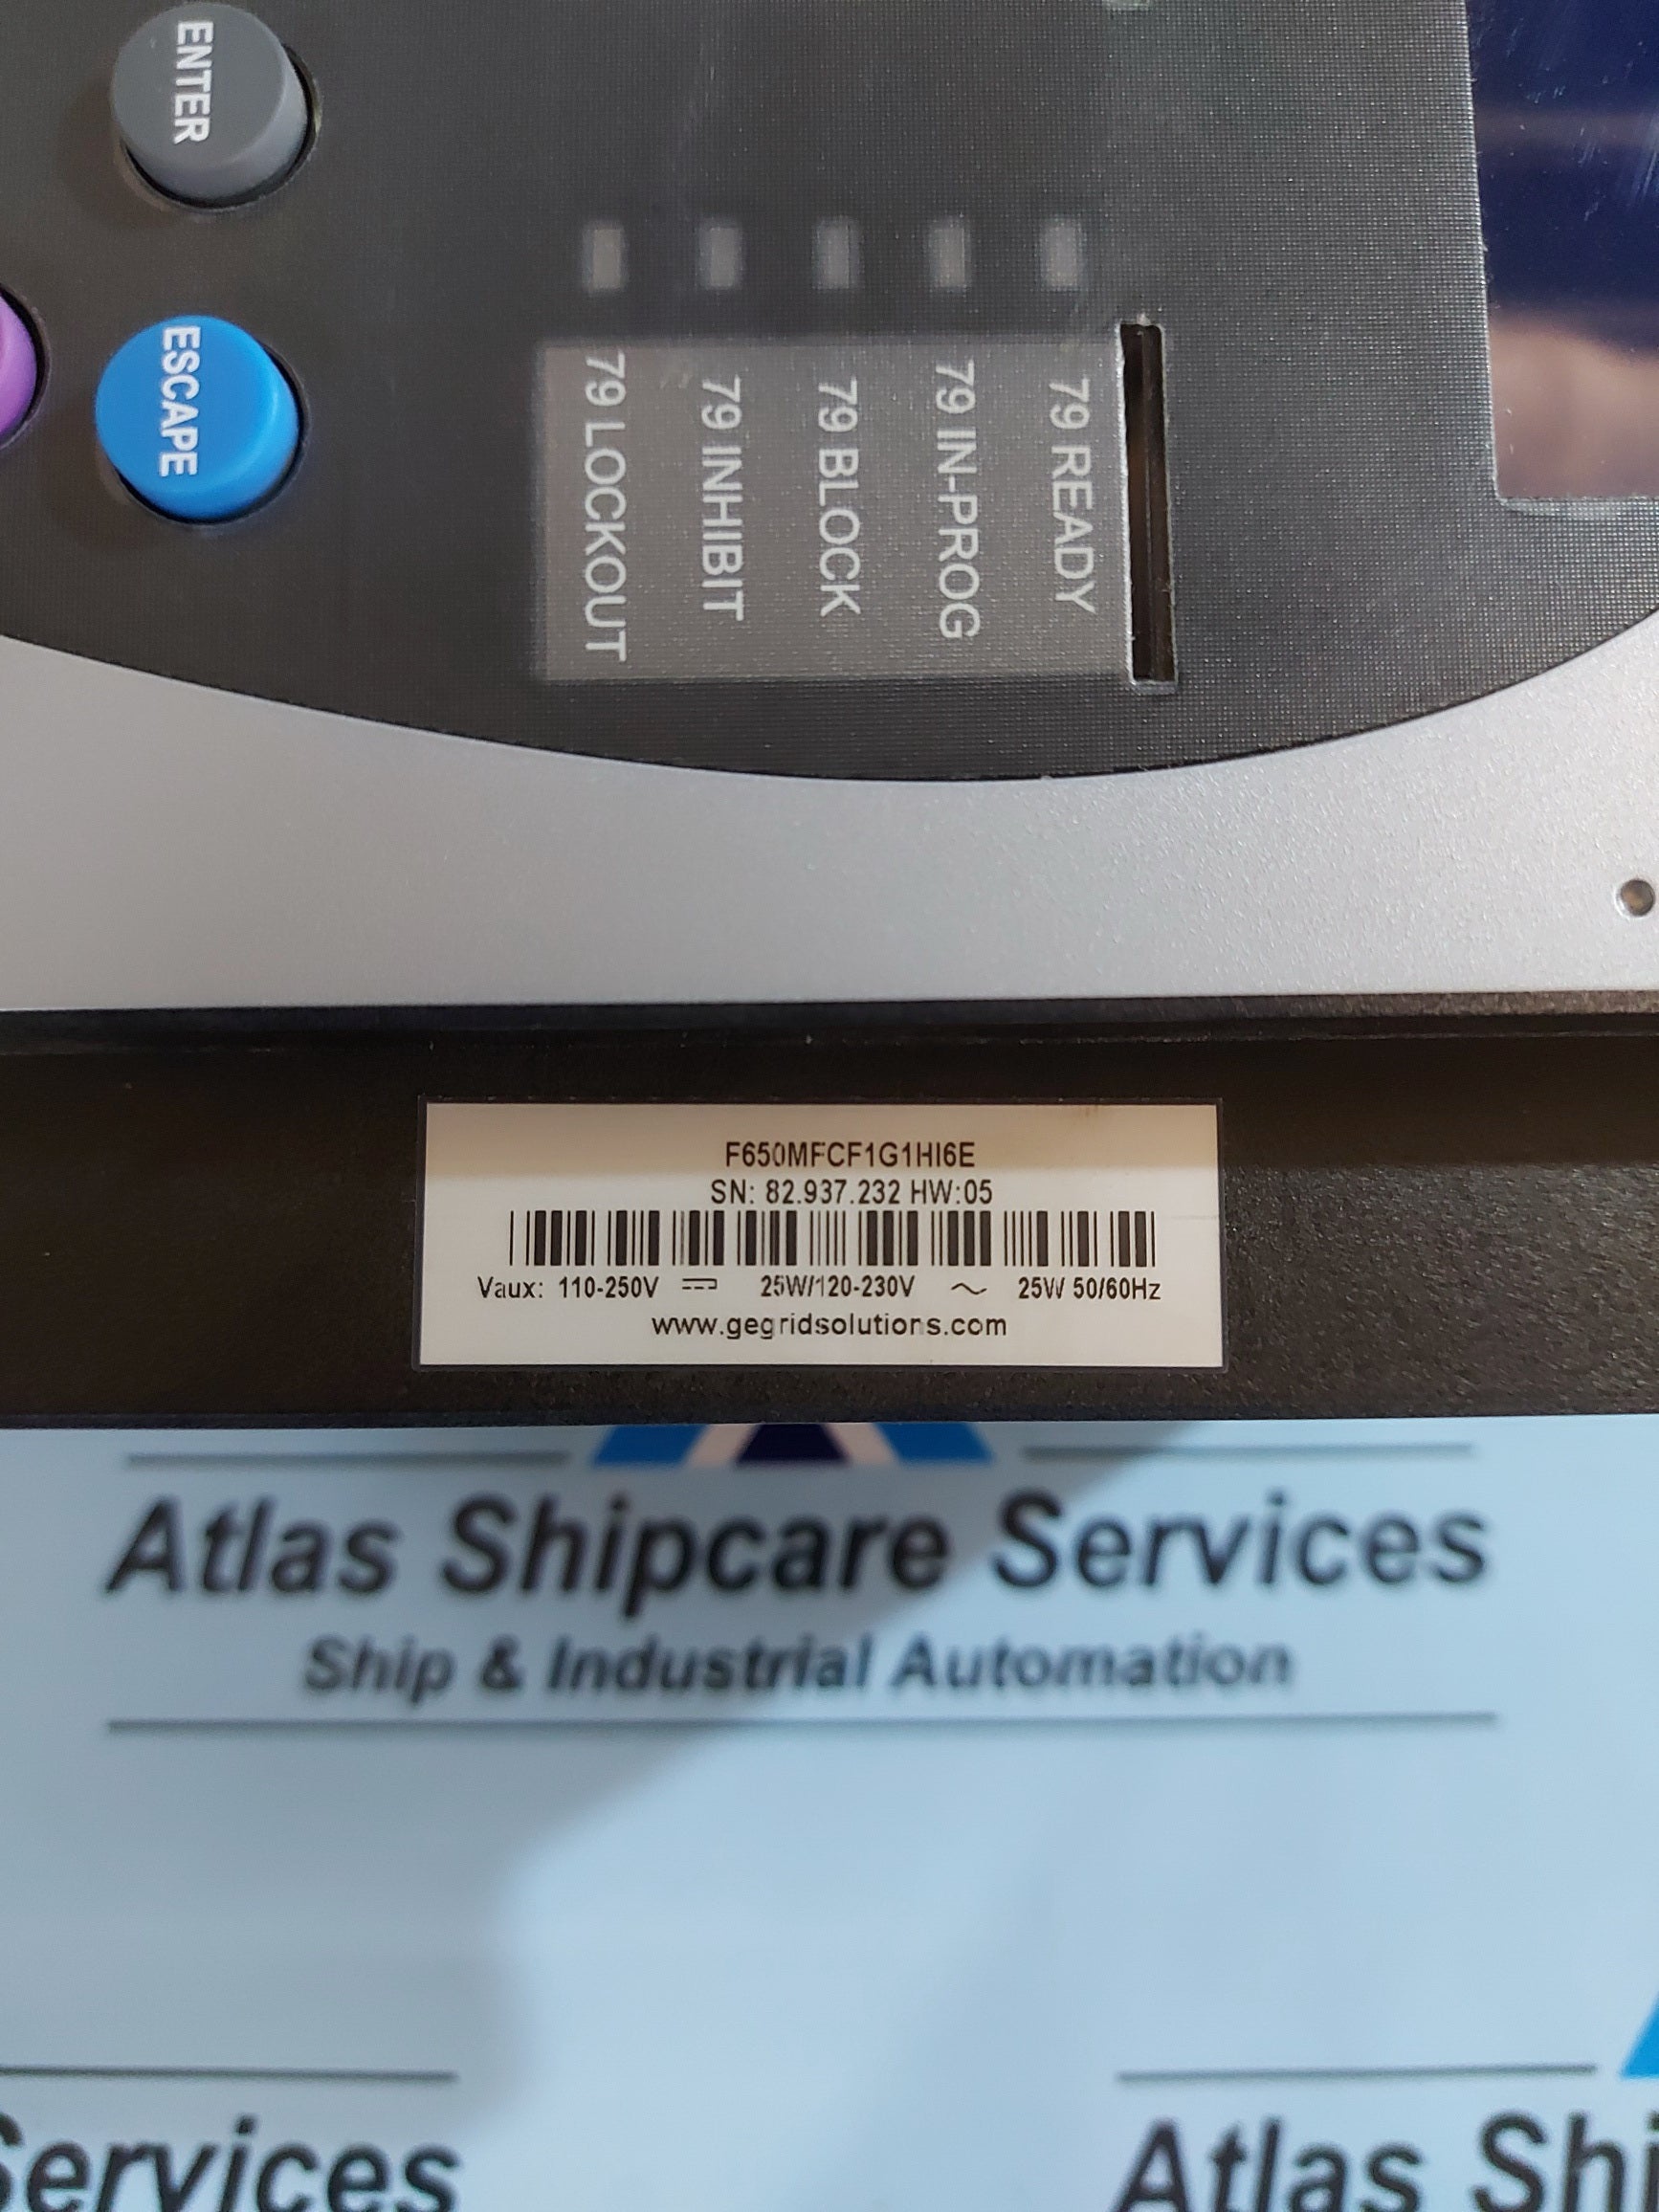 ENTER
ESCAPE
79 READY
79 IN-PROG
79 BLOCK
79 INHIBIT
79 LOCKOUT
F650MFCF1G1HI6E
SN: 82.937.232 HW:05
Vaux: 110-250V ⎓ 25W/120-230V ~ 25W 50/60Hz
www.gegridsolutions.com
Atlas Shipcare Services
Ship & Industrial Automation
Services
Atlas Shi